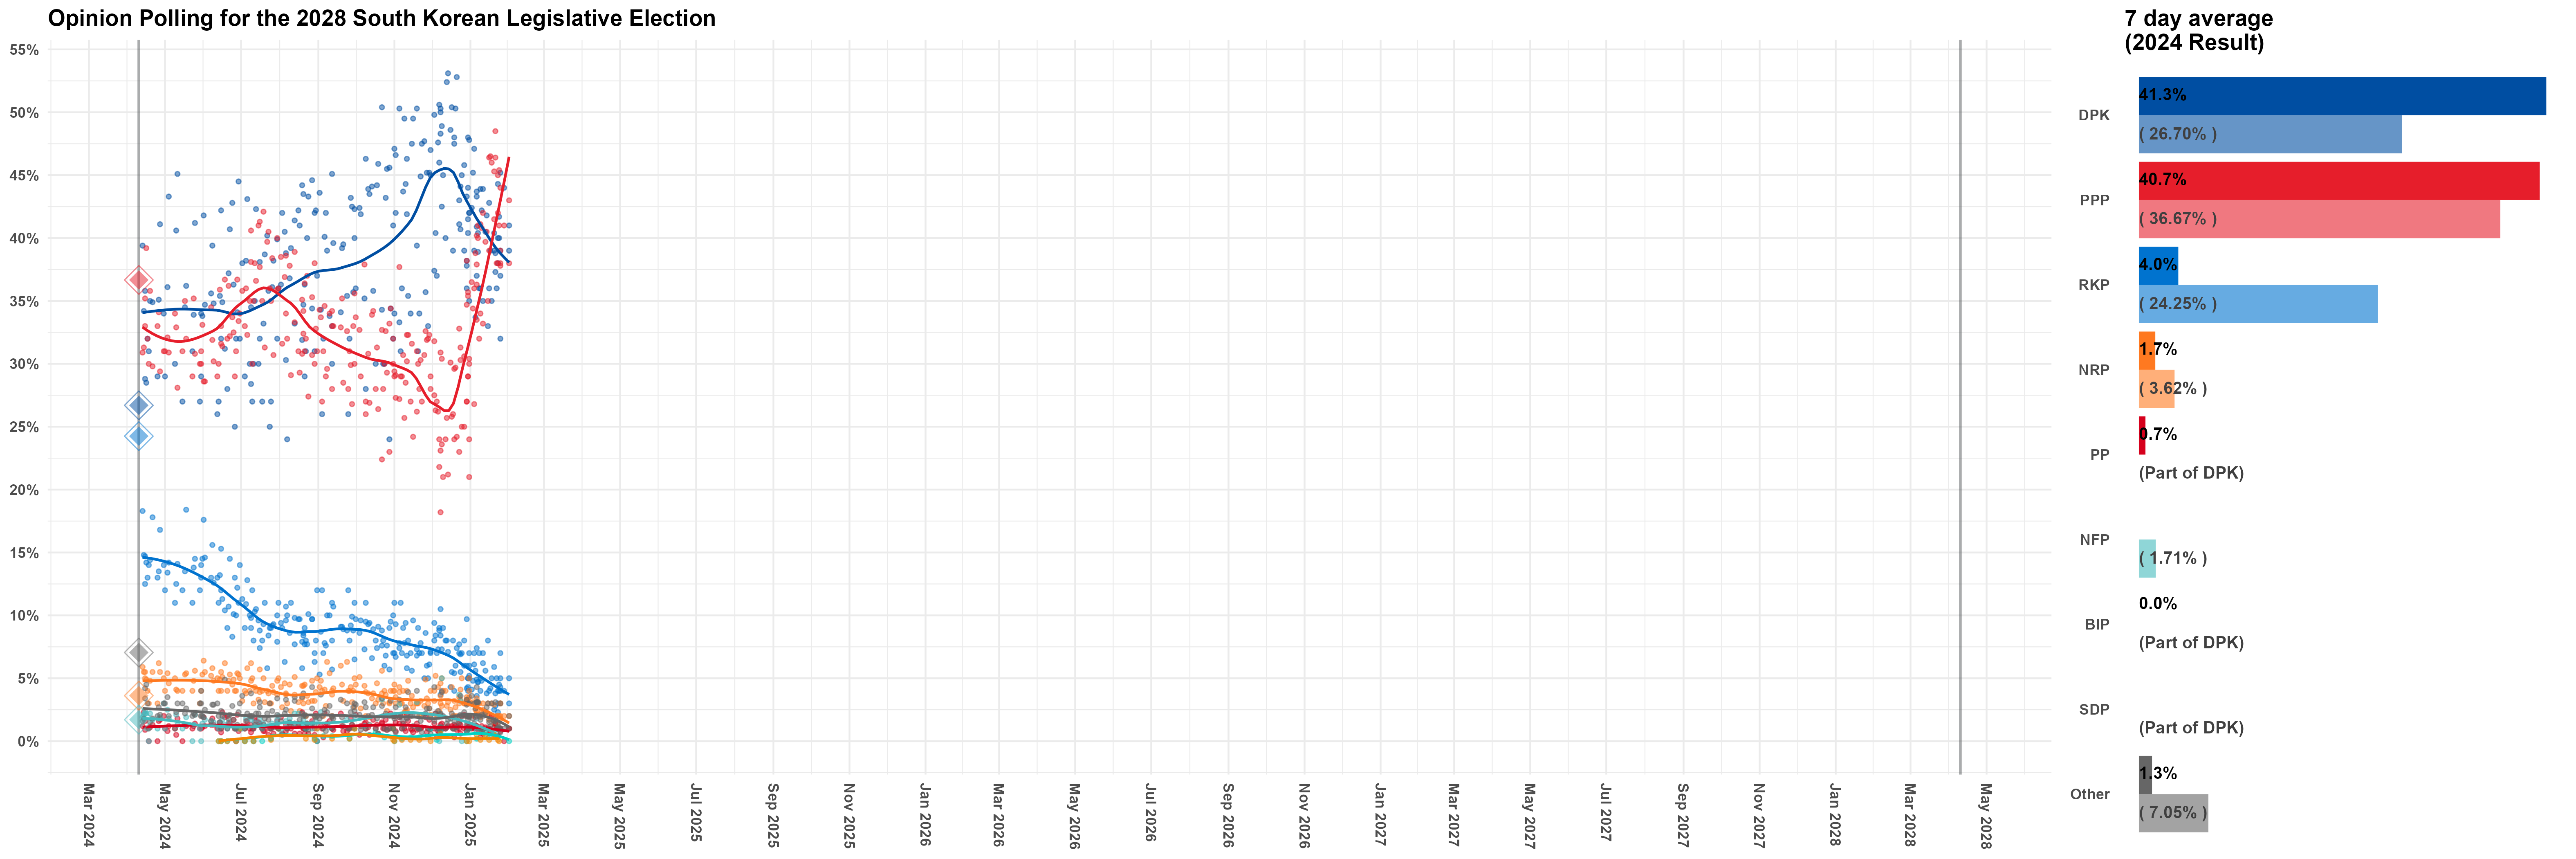 Opinion Polling for the 2028 South Korean Legislative Election
55%
50%
45%
40%
35%
30%
25%
20%
15%
10%
5%
0%
Mar 2024
May 2024
Jul 2024
Sep 2024
Nov 2024
Jan 2025
Mar 2025
May 2025
Jul 2025
Sep 2025
Nov 2025
Jan 2026
Mar 2026
May 2026
Jul 2026
Sep 2026
Nov 2026
Jan 2027
Mar 2027
May 2027
Jul 2027
Sep 2027
Nov 2027
Jan 2028
Mar 2028
May 2028
7 day average
(2024 Result)
DPK
41.3%
( 26.70% )
PPP
40.7%
( 36.67% )
RKP
4.0%
( 24.25% )
NRP
1.7%
( 3.62% )
PP
0.7%
(Part of DPK)
NFP
( 1.71% )
BIP
0.0%
(Part of DPK)
SDP
(Part of DPK)
Other
1.3%
( 7.05% )